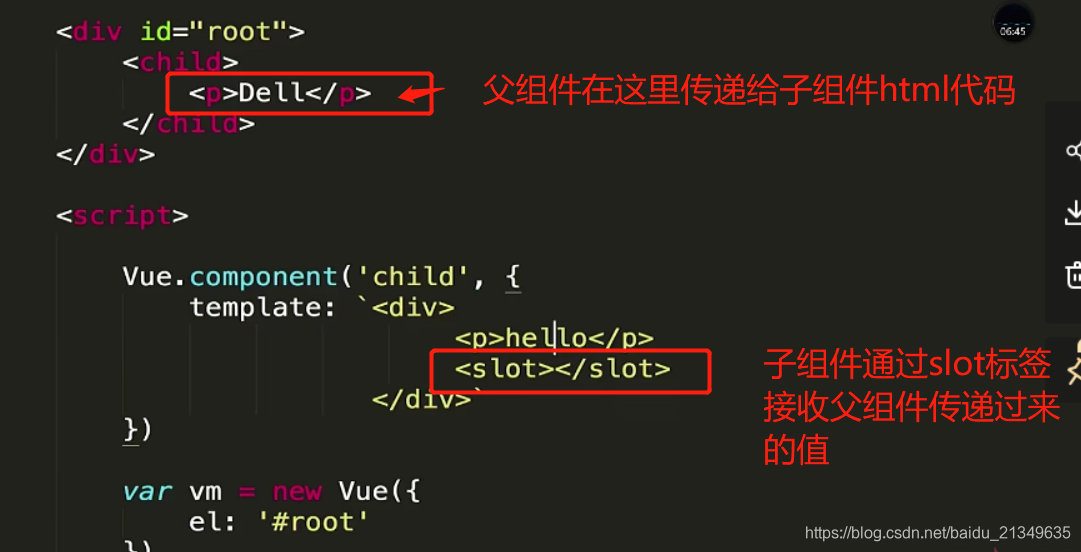 <div id="root">
06:45
<child>
<p>Dell</p>
父组件在这里传递给子组件html代码
</child>
</div>
<script>
Vue.component('child', {
template: `<div>
<p>hello</p>
<slot></slot>
子组件通过slot标签
接收父组件传递过来
的值
</div>`
})
var vm = new Vue({
el: '#root'
})
https://blog.csdn.net/baidu_21349635